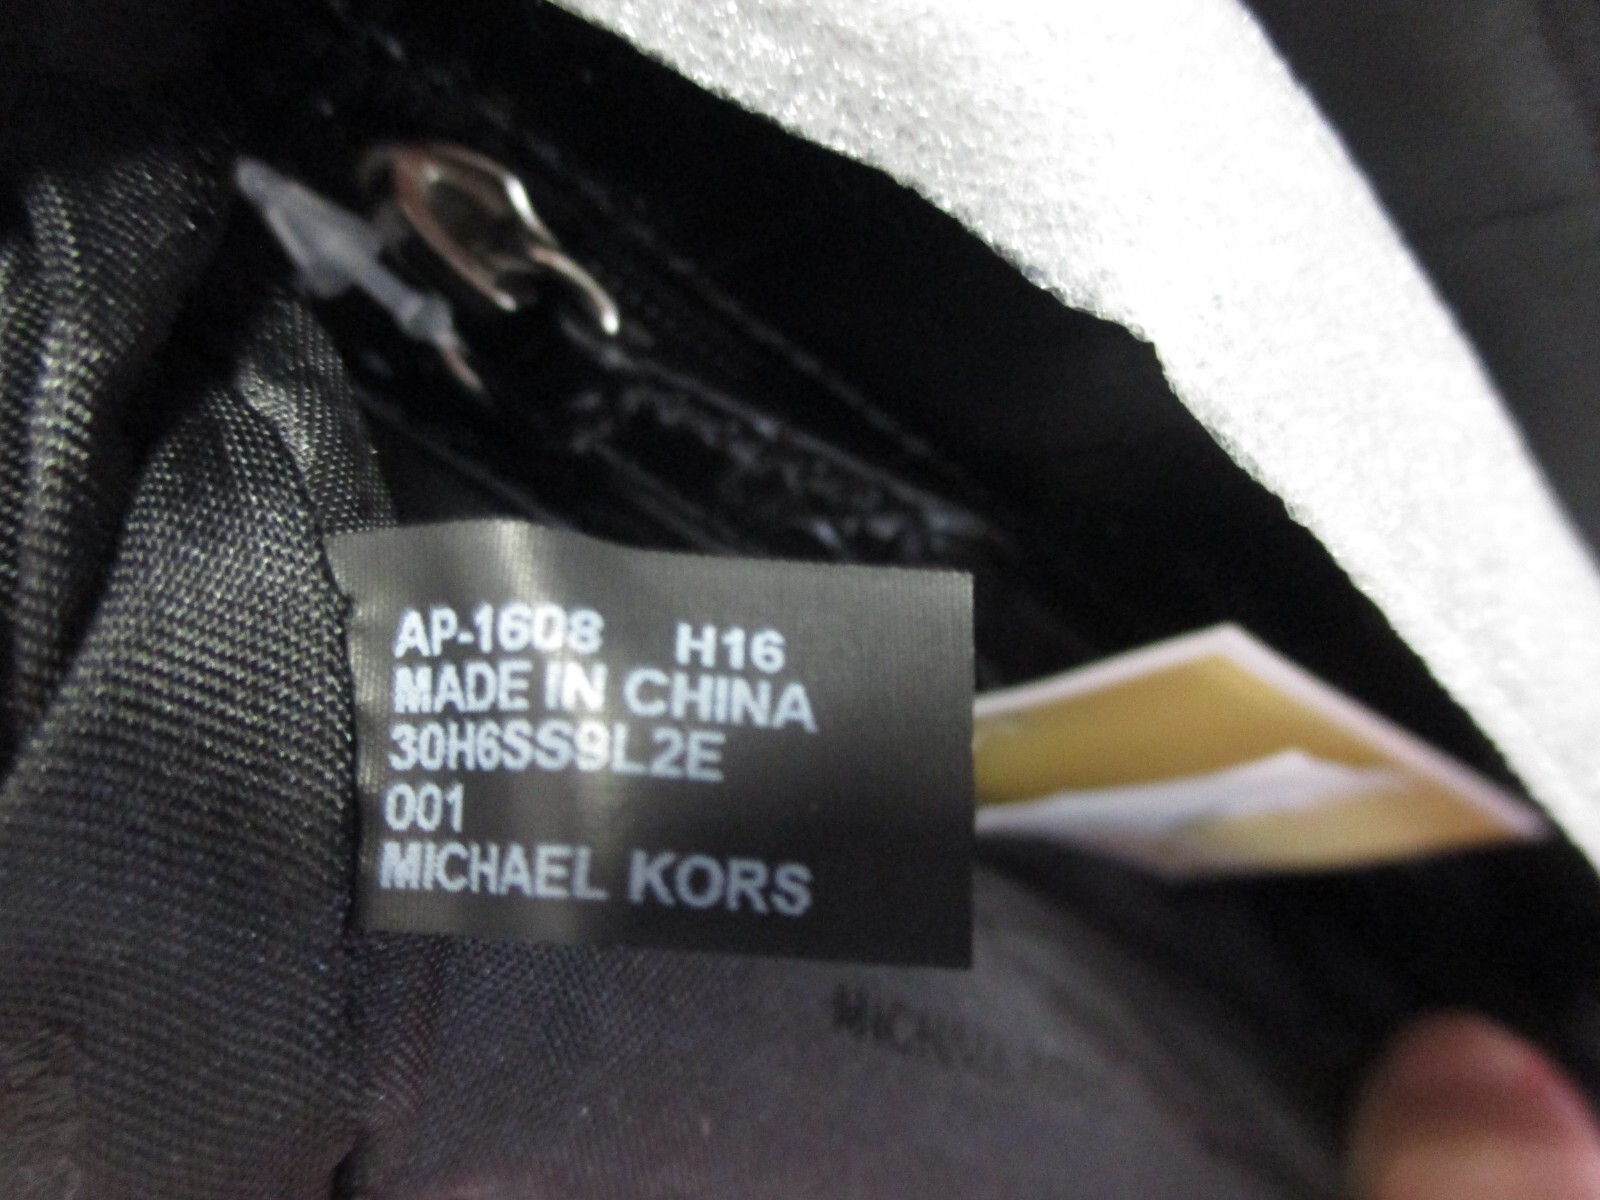 AP-1608 H16
MADE IN CHINA
30H6SS9L2E
001
MICHAEL KORS